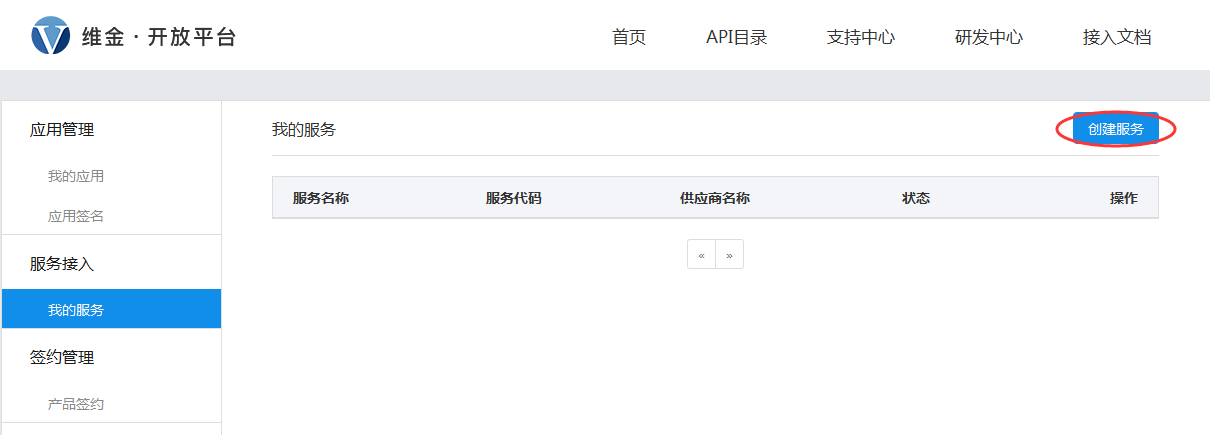 维金·开放平台
首页 API目录 支持中心 研发中心 接入文档
应用管理
我的应用
应用签名
服务接入
我的服务
签约管理
产品签约
我的服务
创建服务
服务名称 服务代码 供应商名称 状态 操作
« »